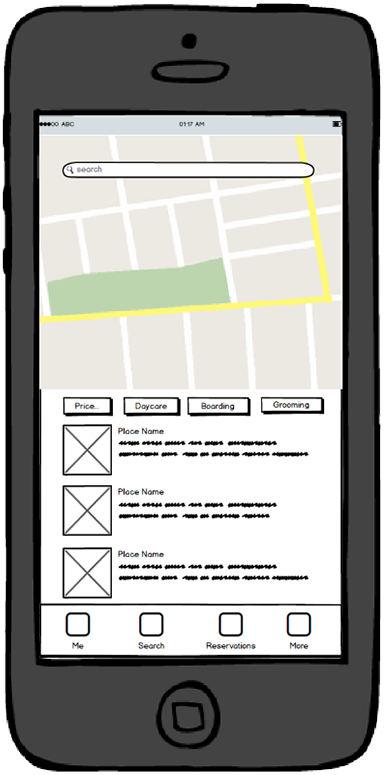 ABC 01:17 AM
search
Price.. Daycare Boarding Grooming
Place Name
Place Name
Place Name
Me Search Reservations More